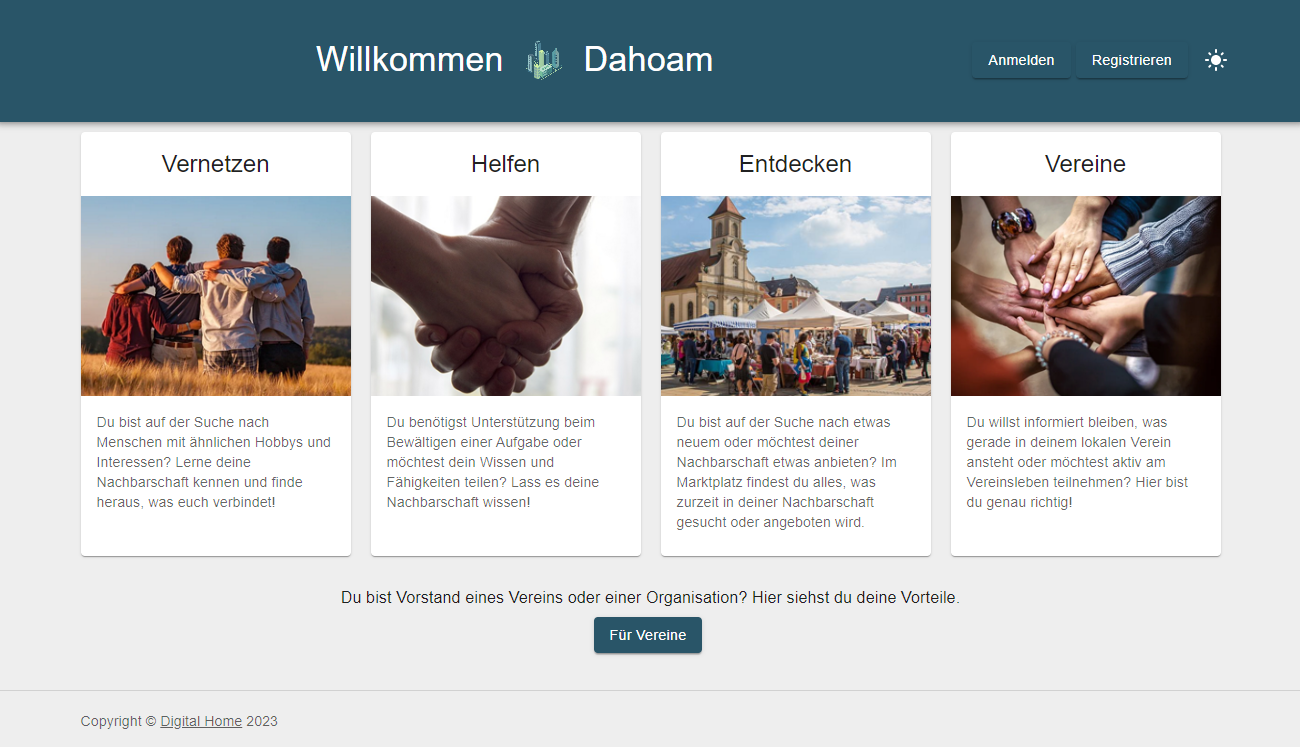 Willkommen Dahoam
Anmelden
Registrieren
Vernetzen
Du bist auf der Suche nach
Menschen mit ähnlichen Hobbys und
Interessen? Lerne deine
Nachbarschaft kennen und finde
heraus, was euch verbindet!
Helfen
Du benötigst Unterstützung beim
Bewältigen einer Aufgabe oder
möchtest dein Wissen und
Fähigkeiten teilen? Lass es deine
Nachbarschaft wissen!
Entdecken
Du bist auf der Suche nach etwas
neuem oder möchtest deiner
Nachbarschaft etwas anbieten? Im
Marktplatz findest du alles, was
zurzeit in deiner Nachbarschaft
gesucht oder angeboten wird.
Vereine
Du willst informiert bleiben, was
gerade in deinem lokalen Verein
ansteht oder möchtest aktiv am
Vereinsleben teilnehmen? Hier bist
du genau richtig!
Du bist Vorstand eines Vereins oder einer Organisation? Hier siehst du deine Vorteile.
Für Vereine
Copyright © Digital Home 2023